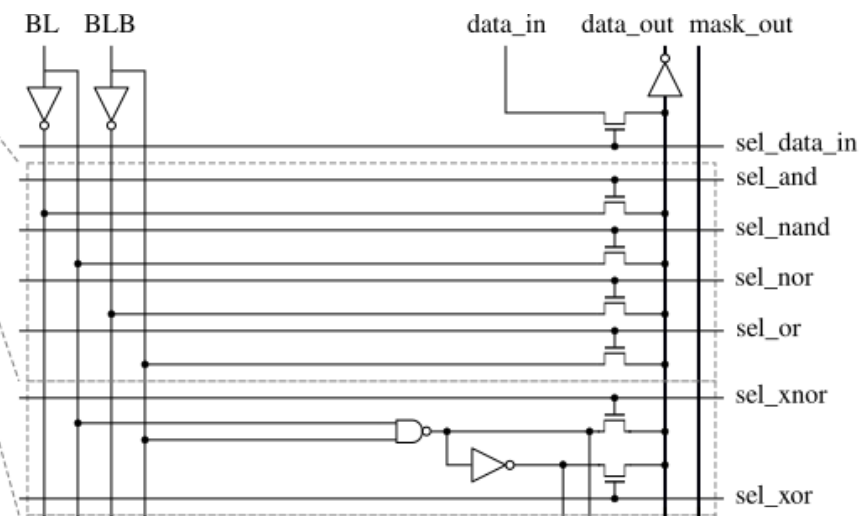 BL BLB data_in data_out mask_out
sel_data_in
sel_and
sel_nand
sel_nor
sel_or
sel_xnor
sel_xor